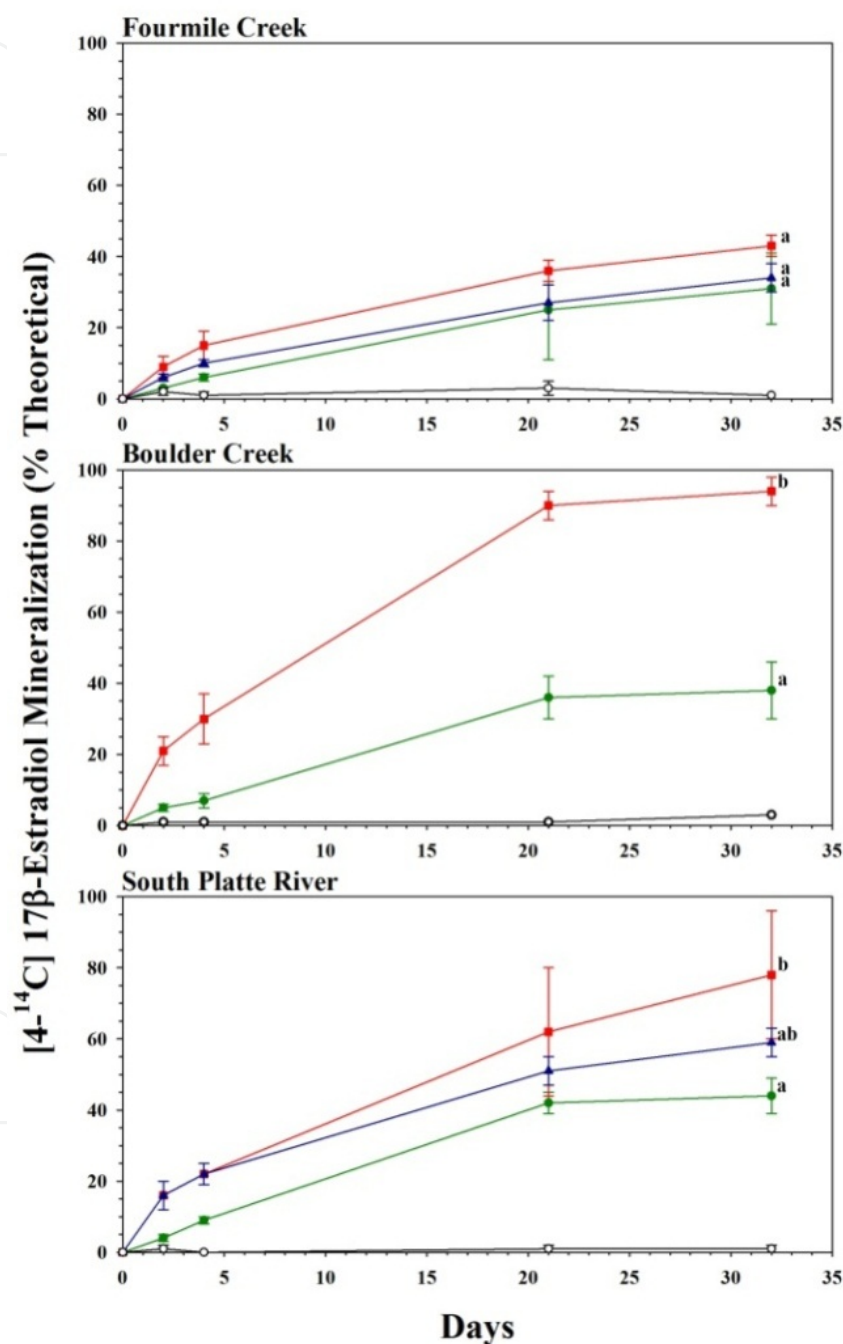 Fourmile Creek
100
80
60
40
20
0
0 5 10 15 20 25 30 35
a
a
a
Boulder Creek
100
80
60
40
20
0
0 5 10 15 20 25 30 35
b
a
South Platte River
100
80
60
40
20
0
0 5 10 15 20 25 30 35
b
ab
a
[4-¹⁴C] 17β-Estradiol Mineralization (% Theoretical)
Days